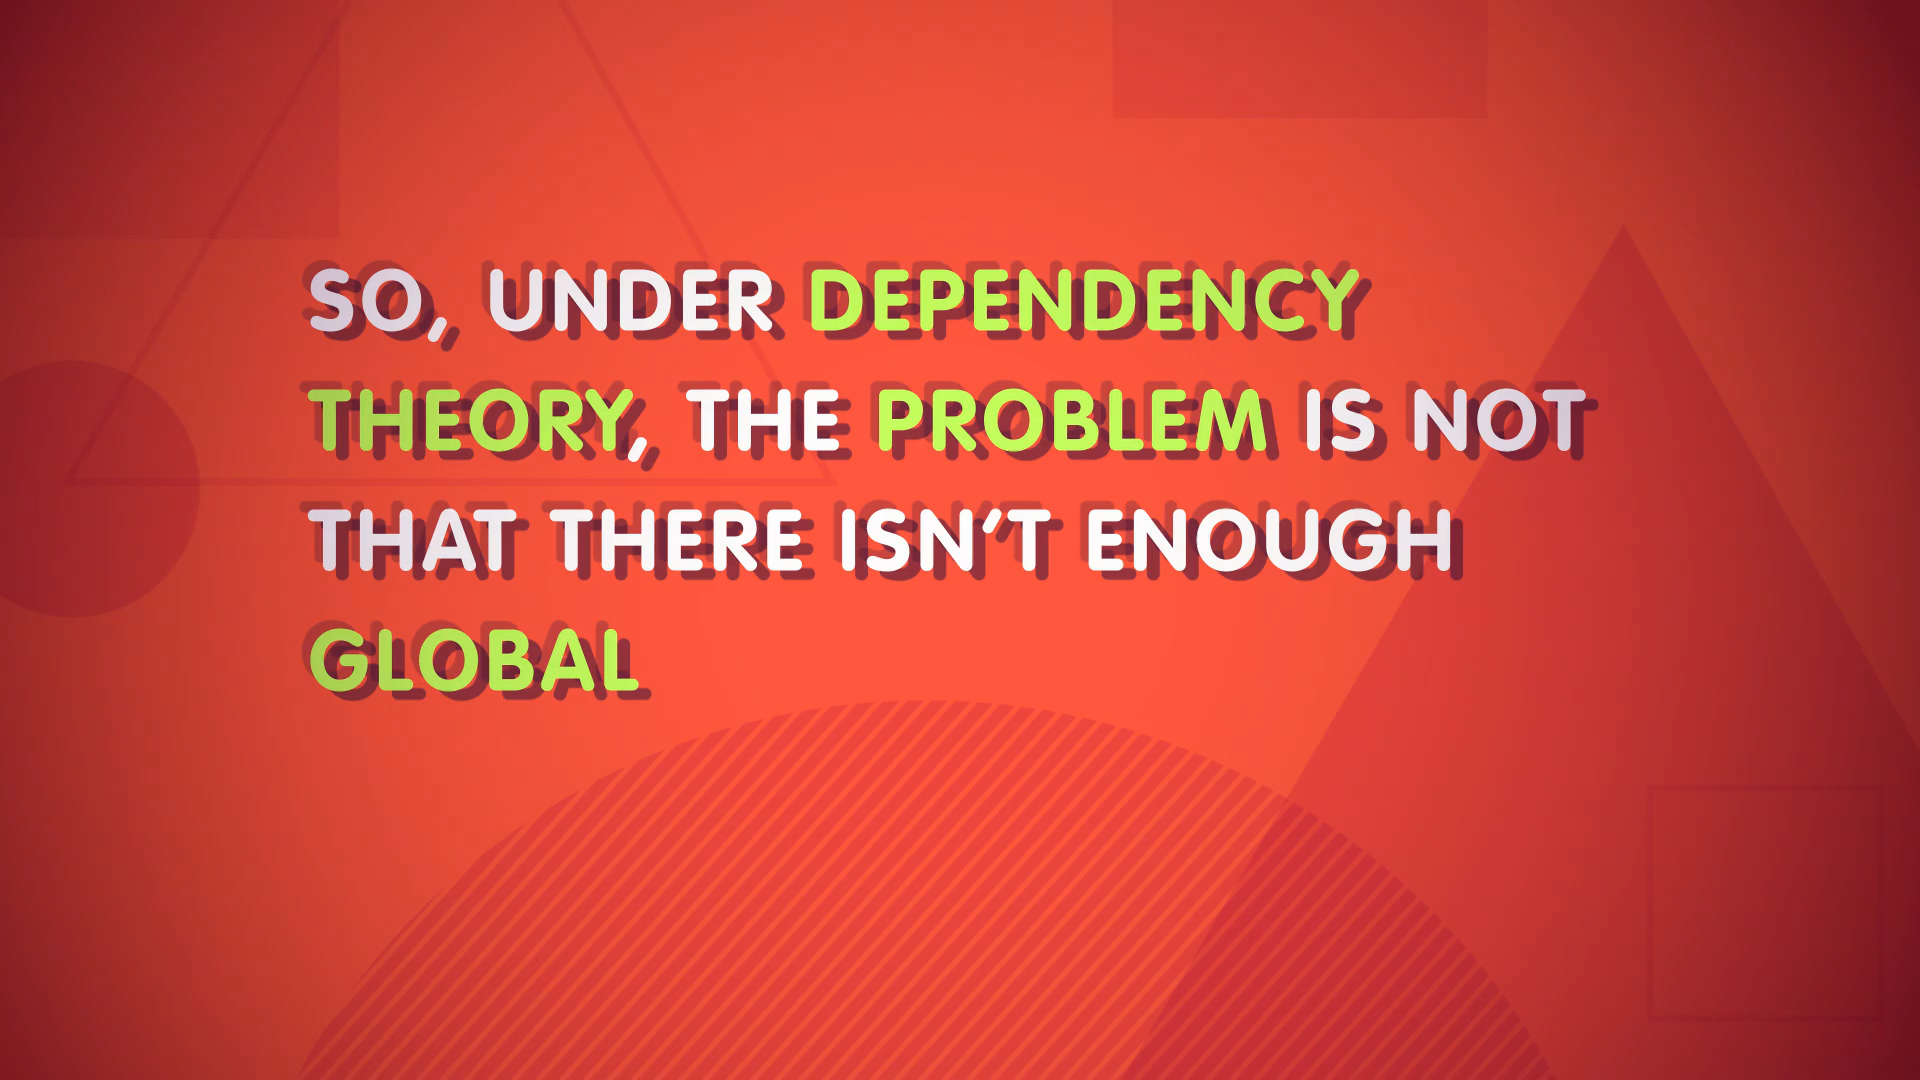 SO, UNDER DEPENDENCY
THEORY, THE PROBLEM IS NOT
THAT THERE ISN’T ENOUGH
GLOBAL